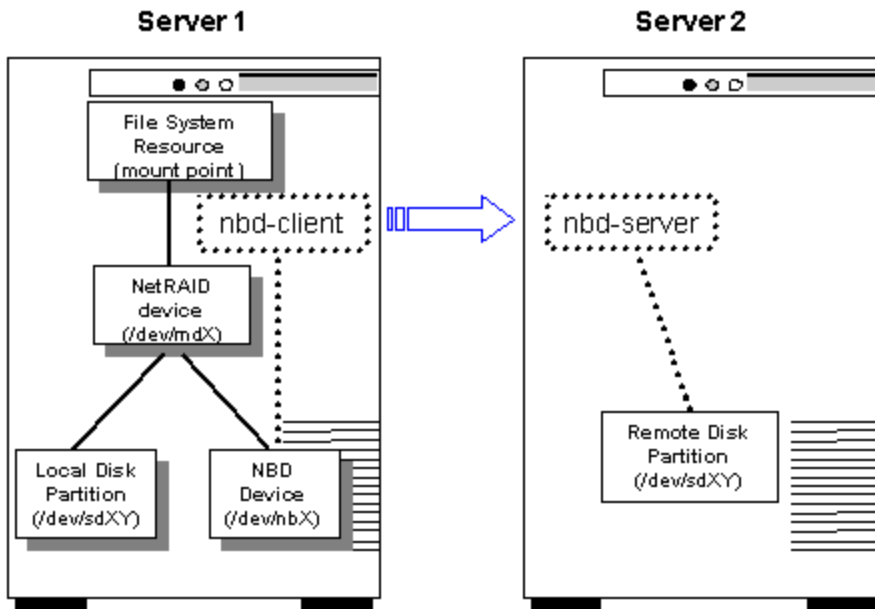 Server 1
Server 2
File System
Resource
(mount point)
nbd-client
nbd-server
NetRAID
device
(/dev/mdX)
Local Disk
Partition
(/dev/sdXY)
NBD
Device
(/dev/nbX)
Remote Disk
Partition
(/dev/sdXY)